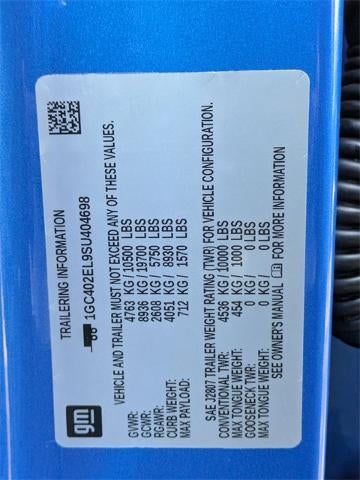 gm
TRAILERING INFORMATION
1GC402EL9SU404698
VEHICLE AND TRAILER MUST NOT EXCEED ANY OF THESE VALUES.
GVWR: 4763 KG/10500 LBS
GCWR: 8936 KG/19700 LBS
RGAWR: 2608 KG/ 5750 LBS
CURB WEIGHT: 4051 KG/ 8930 LBS
MAX PAYLOAD: 712 KG/ 1570 LBS
SAE J2807 TRAILER WEIGHT RATING (TWR) FOR VEHICLE CONFIGURATION.
CONVENTIONAL TWR: 4536 KG/10000 LBS
MAX TONGUE WEIGHT: 454 KG/ 1000 LBS
GOOSENECK TWR: 0 KG/ 0 LBS
MAX TONGUE WEIGHT: 0 KG/ 0 LBS
SEE OWNER'S MANUAL FOR MORE INFORMATION